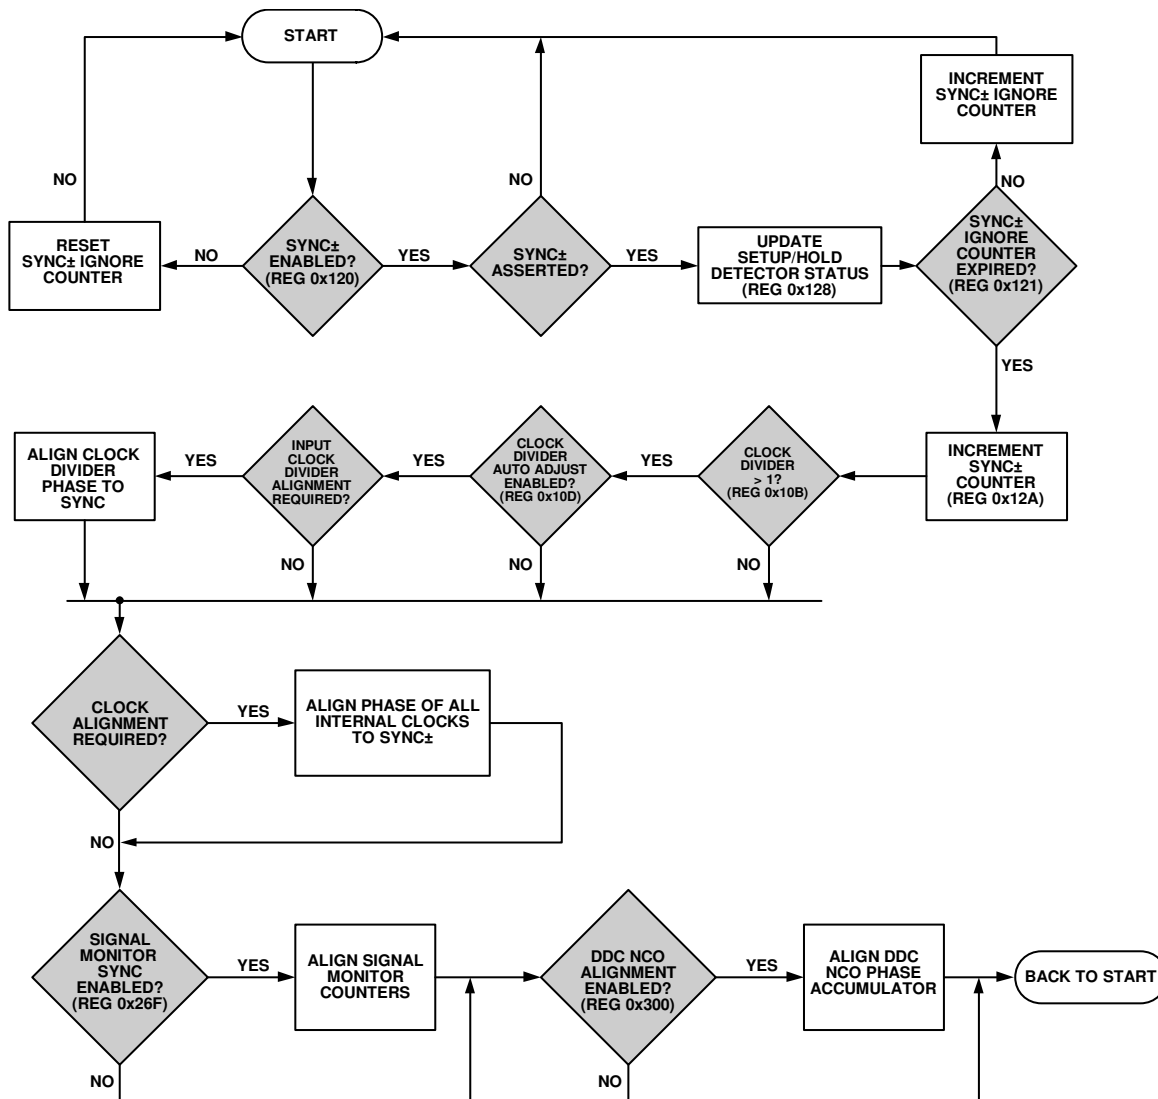 START
INCREMENT
SYNC± IGNORE
COUNTER
NO
NO
NO
RESET
SYNC± IGNORE
COUNTER
NO
SYNC±
ENABLED?
(REG 0x120)
YES
SYNC±
ASSERTED?
YES
UPDATE
SETUP/HOLD
DETECTOR STATUS
(REG 0x128)
SYNC±
IGNORE
COUNTER
EXPIRED?
(REG 0x121)
YES
ALIGN CLOCK
DIVIDER
PHASE TO
SYNC
YES
INPUT
CLOCK
DIVIDER
ALIGNMENT
REQUIRED?
YES
CLOCK
DIVIDER
AUTO ADJUST
ENABLED?
(REG 0x10D)
YES
CLOCK
DIVIDER
> 1?
(REG 0x10B)
INCREMENT
SYNC±
COUNTER
(REG 0x12A)
NO
NO
NO
CLOCK
ALIGNMENT
REQUIRED?
YES
ALIGN PHASE OF ALL
INTERNAL CLOCKS
TO SYNC±
NO
SIGNAL
MONITOR
SYNC
ENABLED?
(REG 0x26F)
YES
ALIGN SIGNAL
MONITOR
COUNTERS
DDC NCO
ALIGNMENT
ENABLED?
(REG 0x300)
YES
ALIGN DDC
NCO PHASE
ACCUMULATOR
BACK TO START
NO
NO